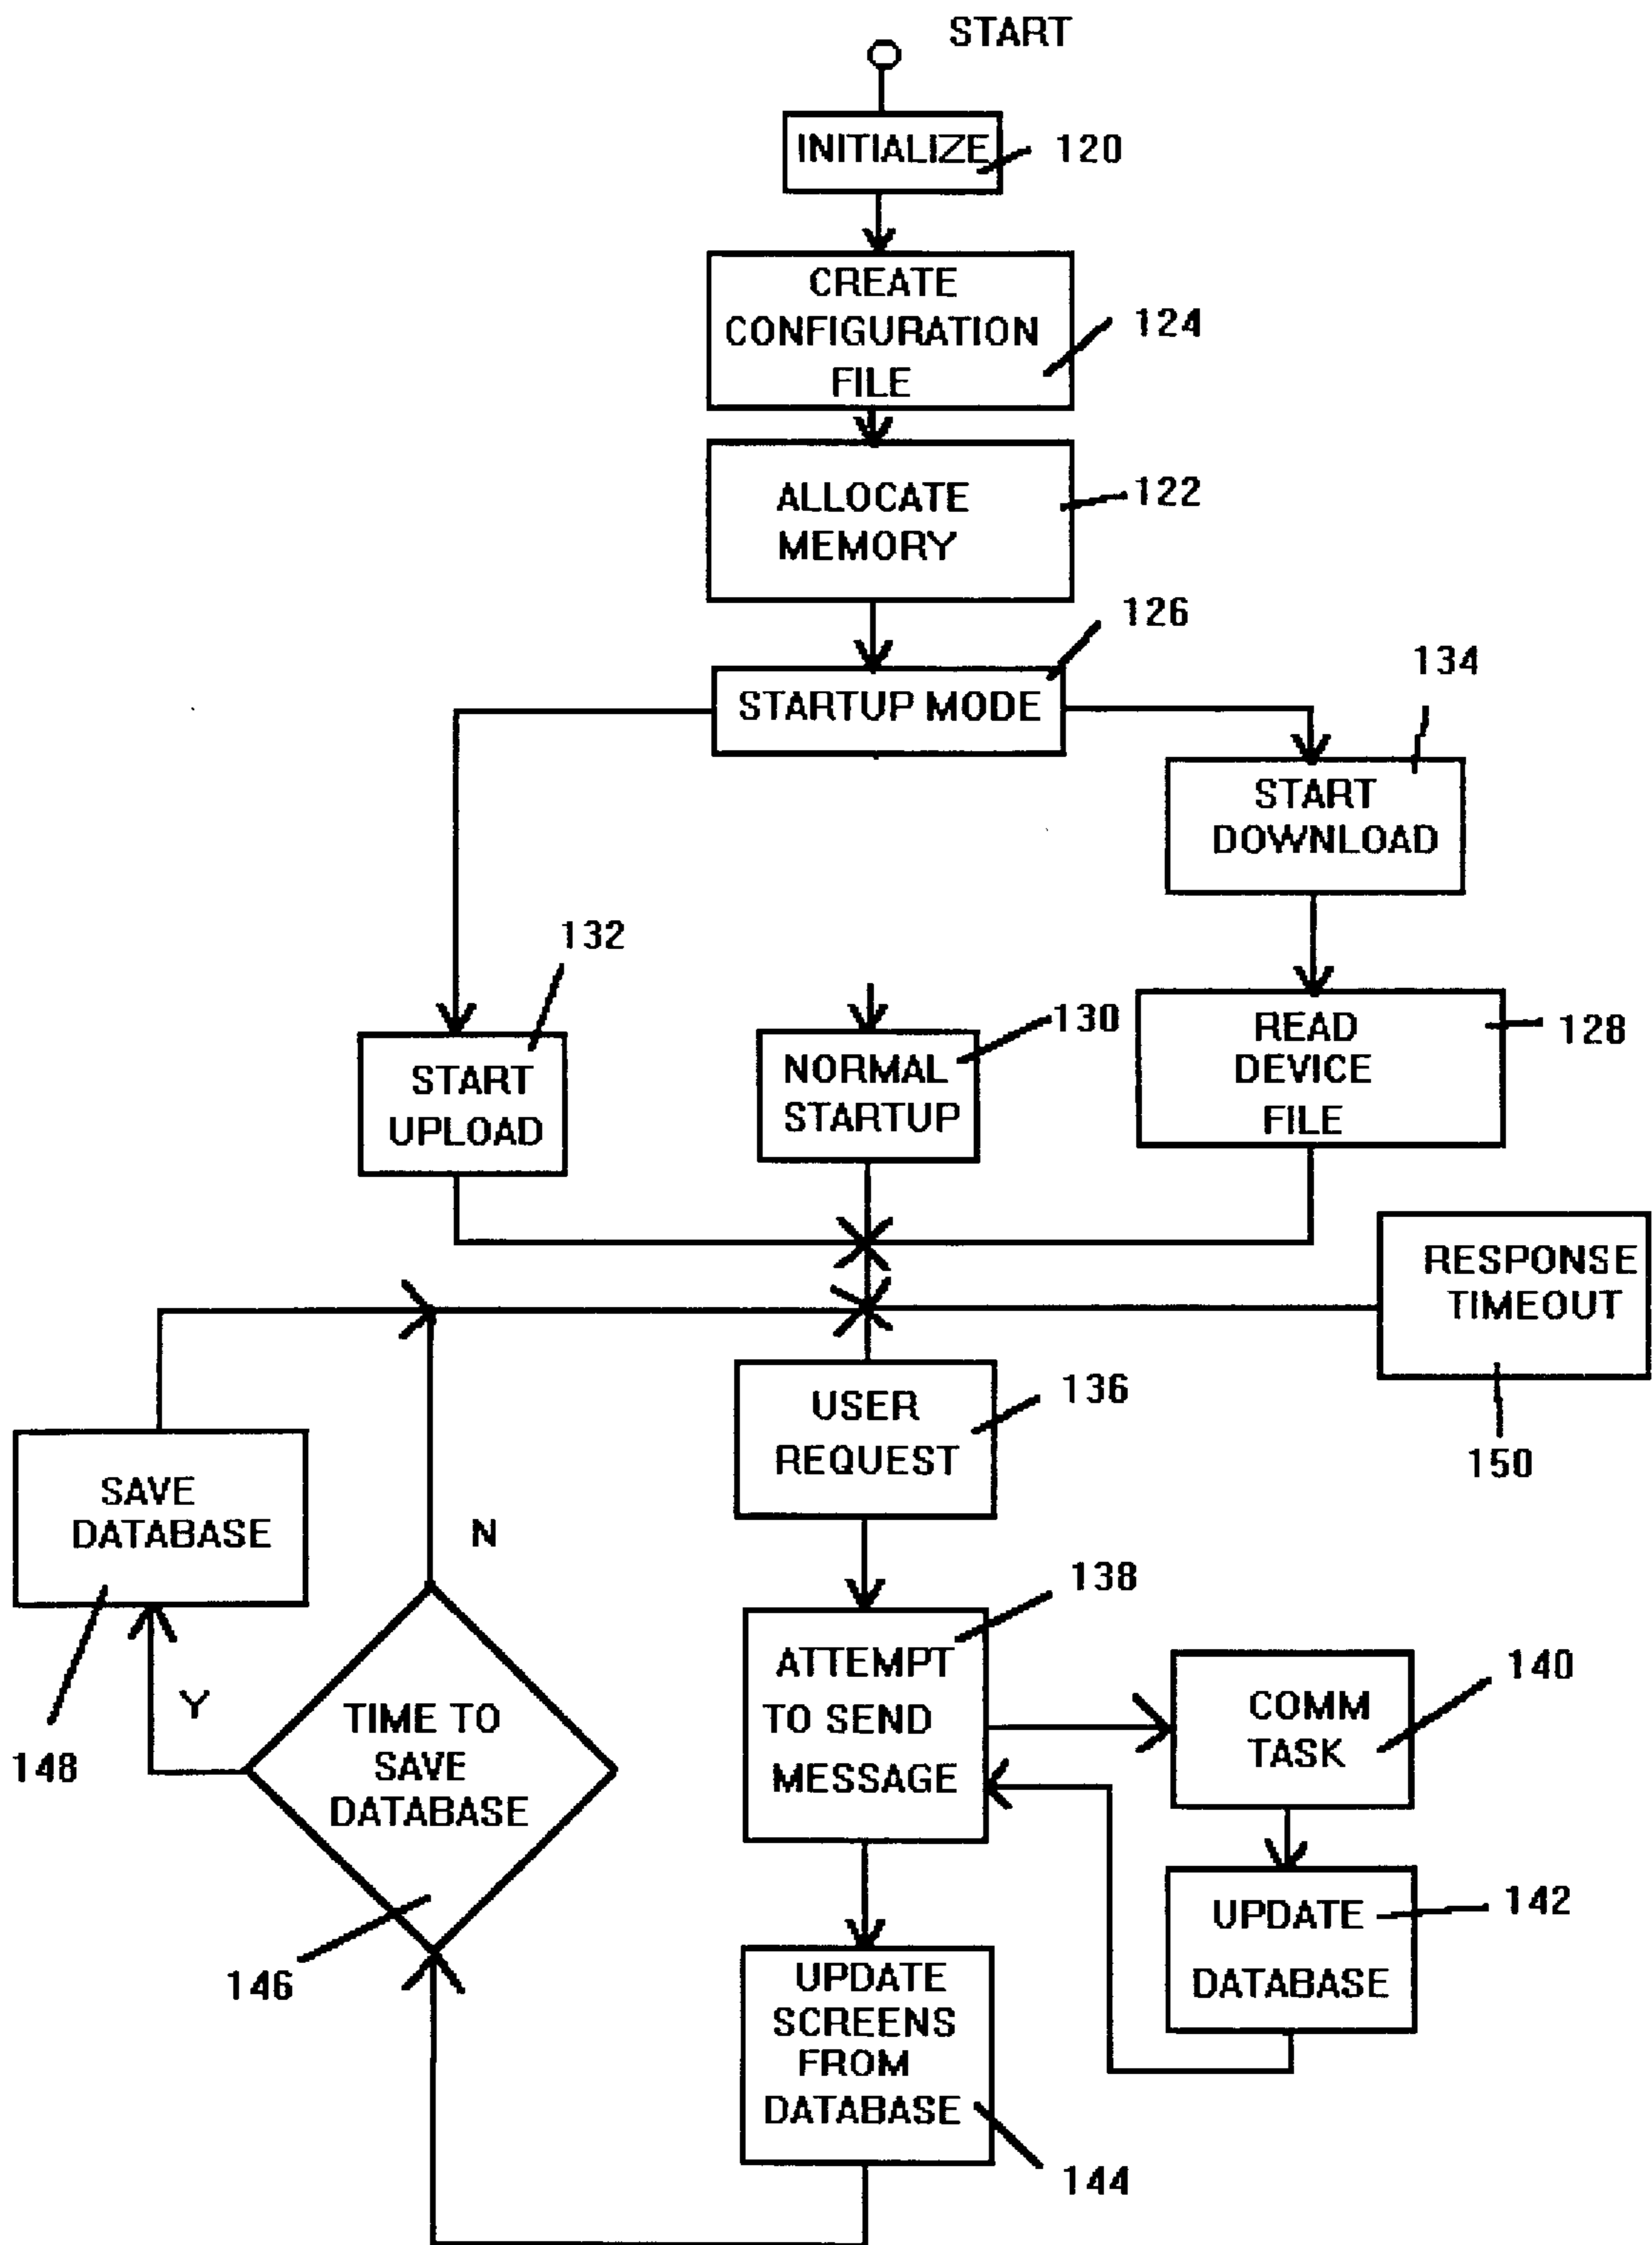 START
INITIALIZE
120
CREATE
CONFIGURATION
FILE
124
ALLOCATE
MEMORY
122
126
STARTUP MODE
134
START
DOWNLOAD
132
START
UPLOAD
NORMAL
STARTUP
130
READ
DEVICE
FILE
128
RESPONSE
TIMEOUT
150
USER
REQUEST
136
SAVE
DATABASE
148
N
Y
TIME TO
SAVE
DATABASE
146
138
ATTEMPT
TO SEND
MESSAGE
COMM
TASK
140
UPDATE
DATABASE
142
UPDATE
SCREENS
FROM
DATABASE
144